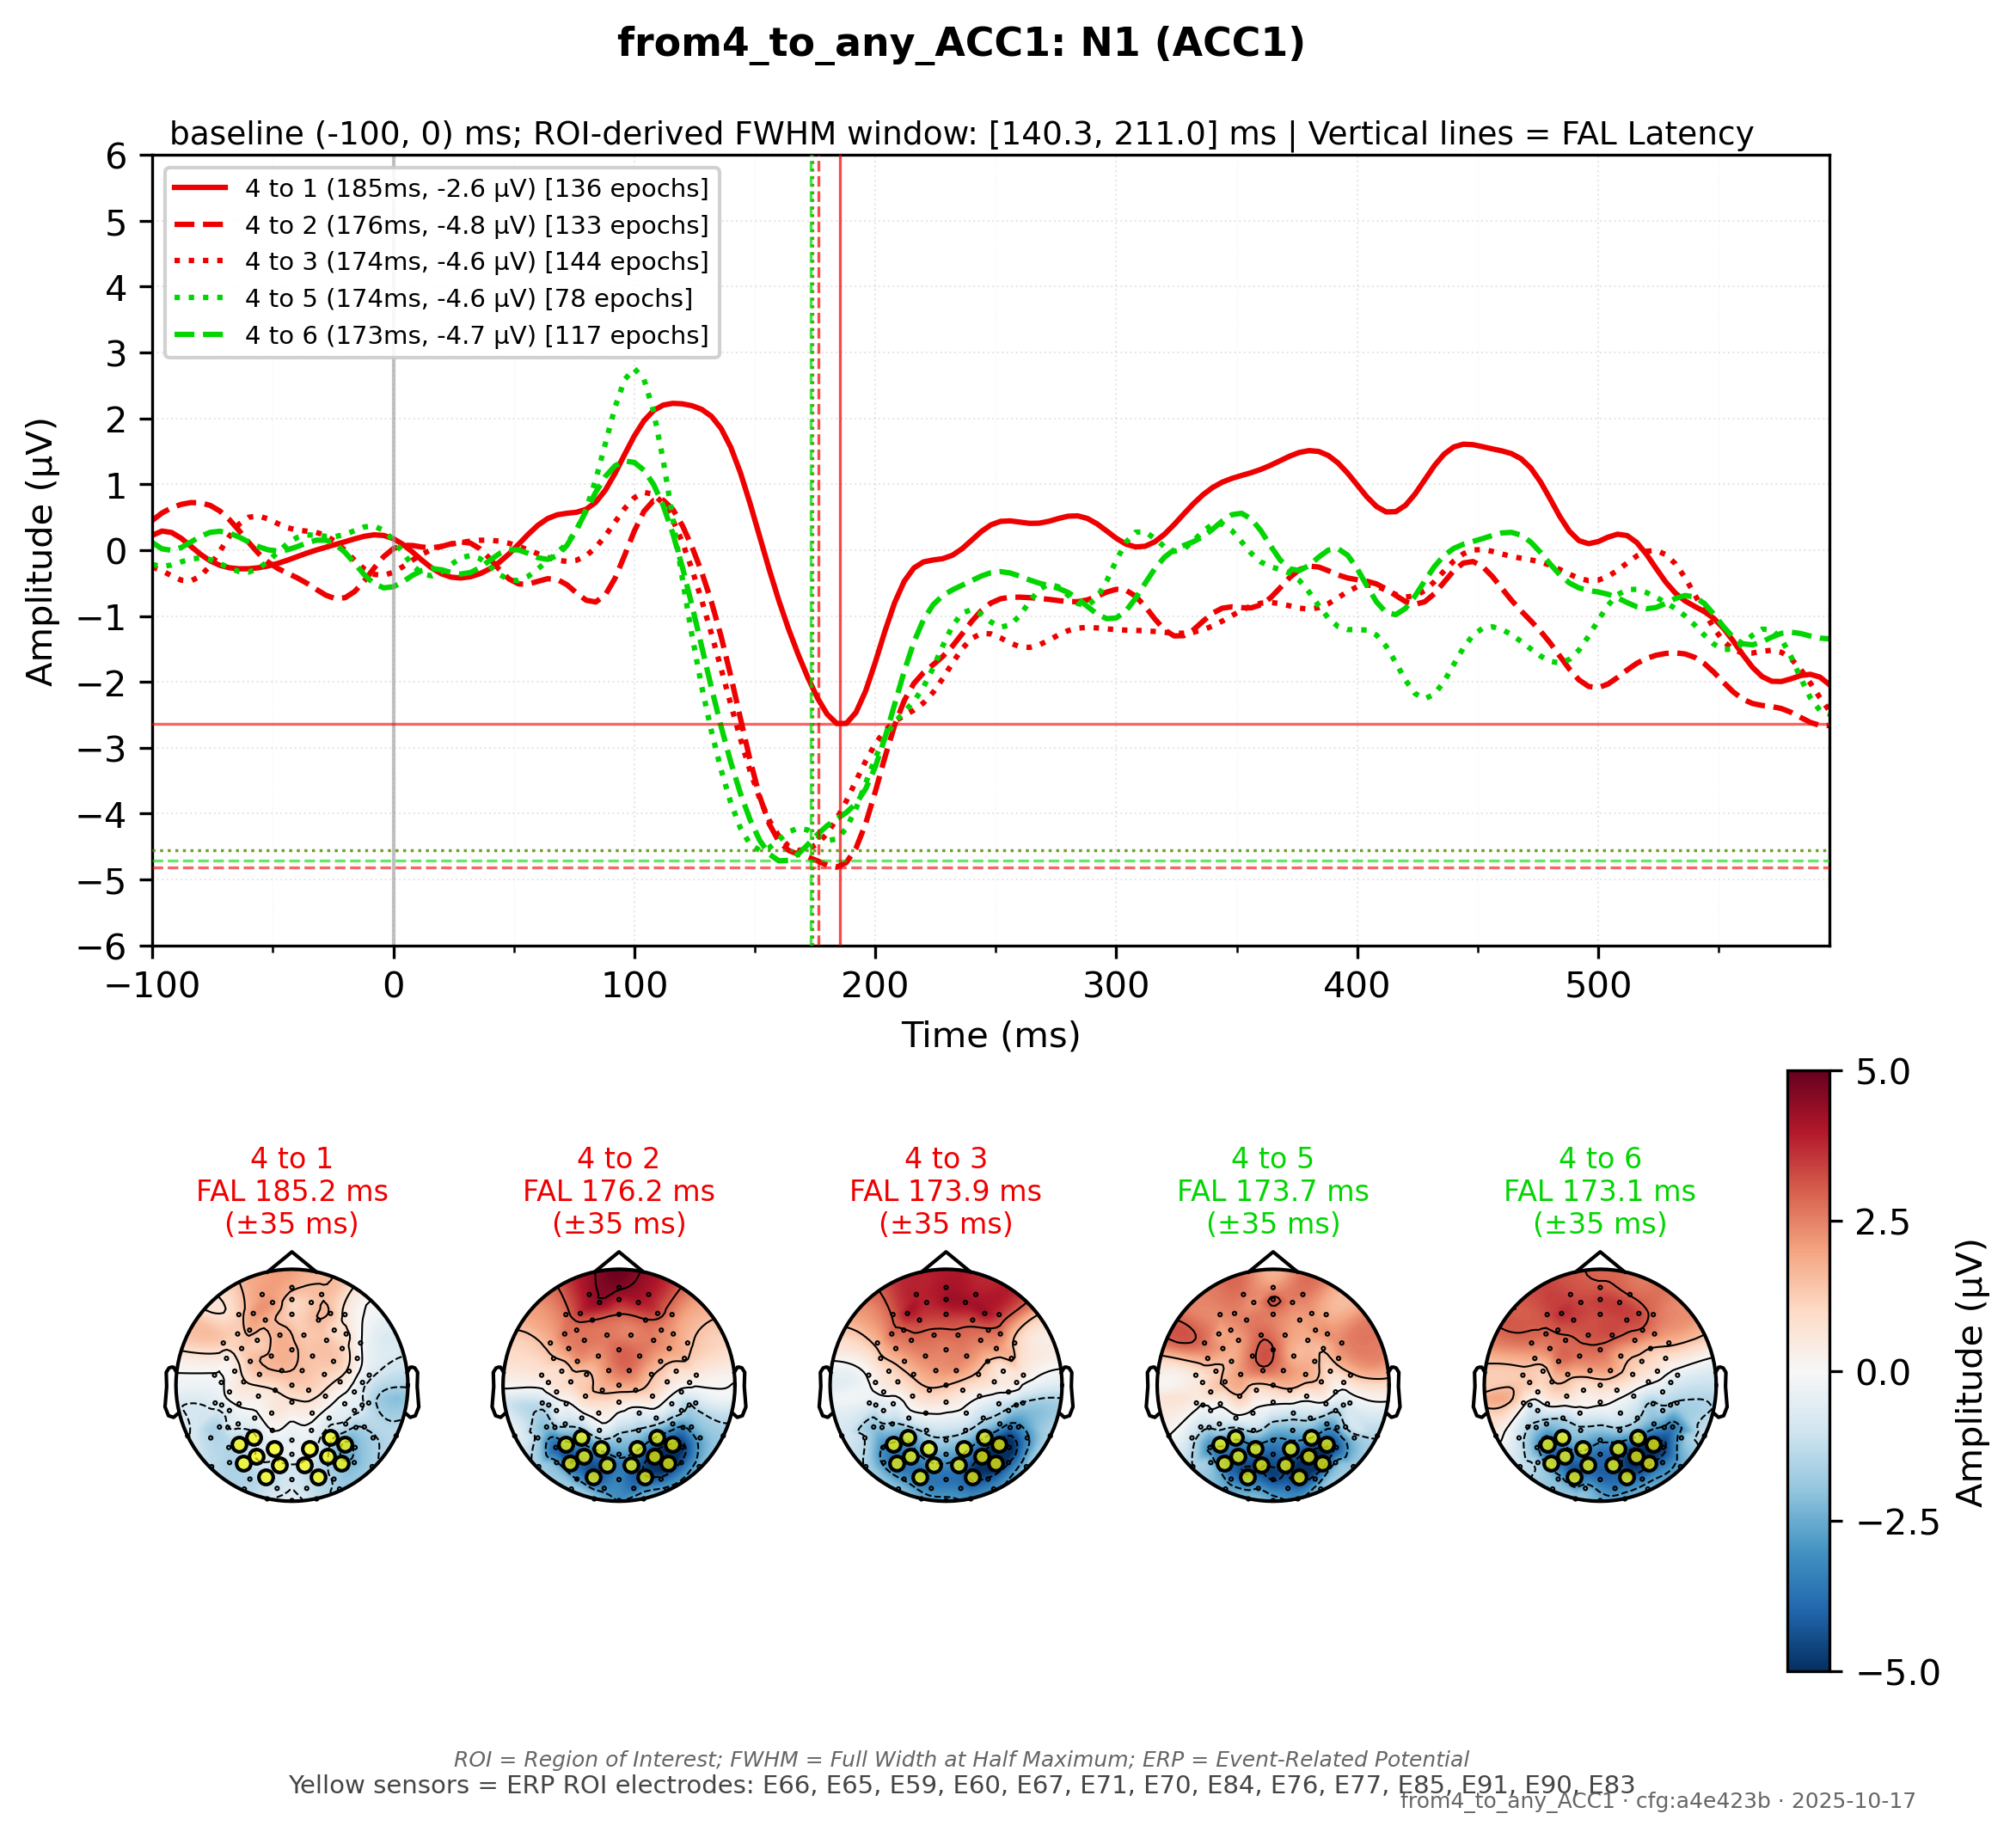 from4_to_any_ACC1: N1 (ACC1)
baseline (-100, 0) ms; ROI-derived FWHM window: [140.3, 211.0] ms | Vertical lines = FAL Latency
4 to 1 (185ms, -2.6 µV) [136 epochs]
4 to 2 (176ms, -4.8 µV) [133 epochs]
4 to 3 (174ms, -4.6 µV) [144 epochs]
4 to 5 (174ms, -4.6 µV) [78 epochs]
4 to 6 (173ms, -4.7 µV) [117 epochs]
Amplitude (µV)
6
5
4
3
2
1
0
−1
−2
−3
−4
−5
−6
−100 0 100 200 300 400 500
Time (ms)
4 to 1
FAL 185.2 ms
(±35 ms)
4 to 2
FAL 176.2 ms
(±35 ms)
4 to 3
FAL 173.9 ms
(±35 ms)
4 to 5
FAL 173.7 ms
(±35 ms)
4 to 6
FAL 173.1 ms
(±35 ms)
5.0
2.5
0.0
−2.5
−5.0
Amplitude (µV)
ROI = Region of Interest; FWHM = Full Width at Half Maximum; ERP = Event-Related Potential
Yellow sensors = ERP ROI electrodes: E66, E65, E59, E60, E67, E71, E70, E84, E76, E77, E85, E91, E90, E83
from4_to_any_ACC1 · cfg:a4e423b · 2025-10-17